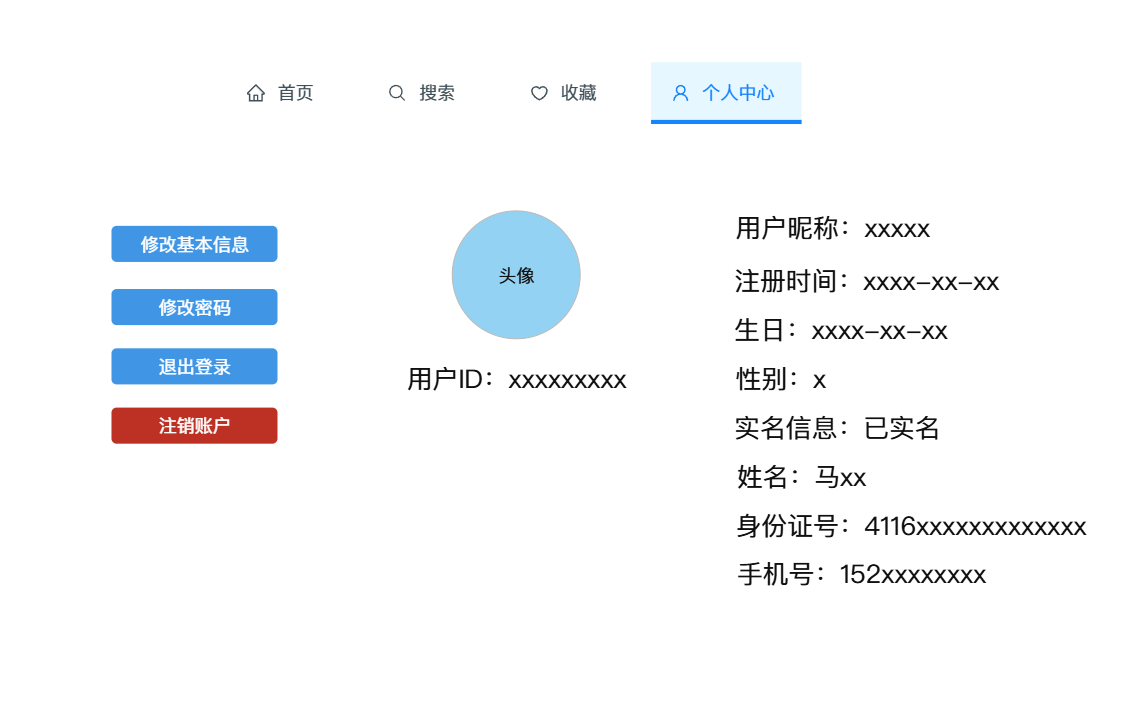 首页
搜索
收藏
个人中心
修改基本信息
修改密码
退出登录
注销账户
头像
用户ID：xxxxxxxxx
用户昵称：xxxxx
注册时间：xxxx-xx-xx
生日：xxxx-xx-xx
性别：x
实名信息：已实名
姓名：马xx
身份证号：4116xxxxxxxxxxxxx
手机号：152xxxxxxxx